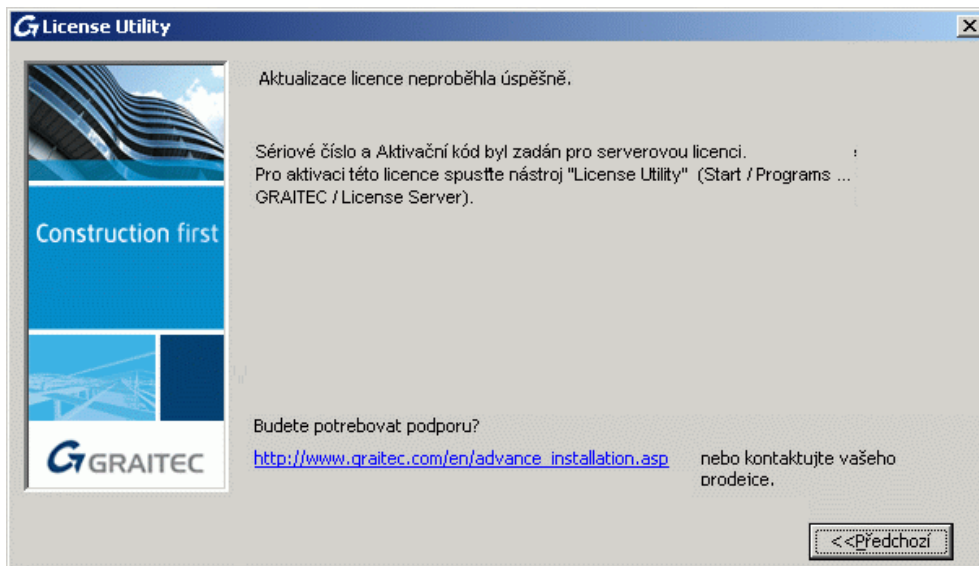 License Utility
Aktualizace licence neproběhla úspěšně.
Sériové číslo a Aktivační kód byl zadán pro serverovou licenci.
Pro aktivaci této licence spusťte nástroj "License Utility" (Start / Programs ...
GRAITEC / License Server).
Construction first
GRAITEC
Budete potrebovat podporu?
http://www.graitec.com/en/advance_installation.asp
nebo kontaktujte vašeho
prodejce.
<<Předchozí